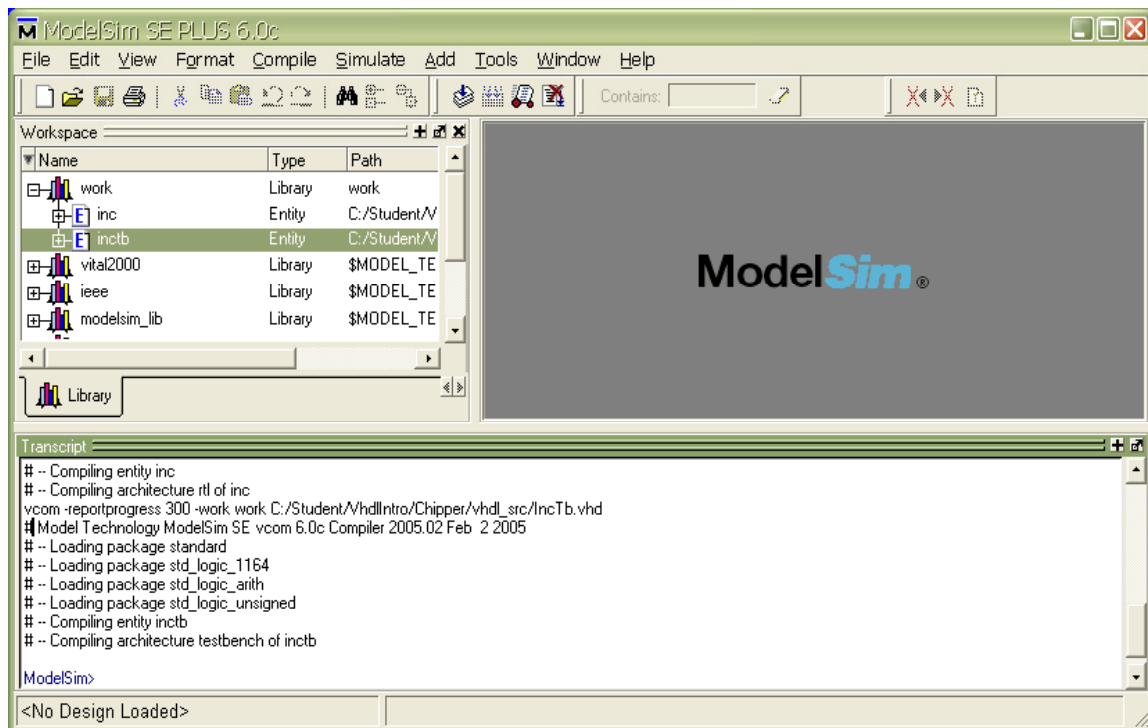 ModelSim SE PLUS 6.0c
File Edit View Format Compile Simulate Add Tools Window Help
Contains:
Workspace
Name Type Path
work Library work
inc Entity C:/Student/V
inctb Entity C:/Student/V
vital2000 Library $MODEL_TE
ieee Library $MODEL_TE
modelsim_lib Library $MODEL_TE
Library
ModelSim®
Transcript
# -- Compiling entity inc
# -- Compiling architecture rtl of inc
vcom -reportprogress 300 -work work C:/Student/VhdlIntro/Chipper/vhdl_src/IncTb.vhd
# Model Technology ModelSim SE vcom 6.0c Compiler 2005.02 Feb  2 2005
# -- Loading package standard
# -- Loading package std_logic_1164
# -- Loading package std_logic_arith
# -- Loading package std_logic_unsigned
# -- Compiling entity inctb
# -- Compiling architecture testbench of inctb
ModelSim>
<No Design Loaded>